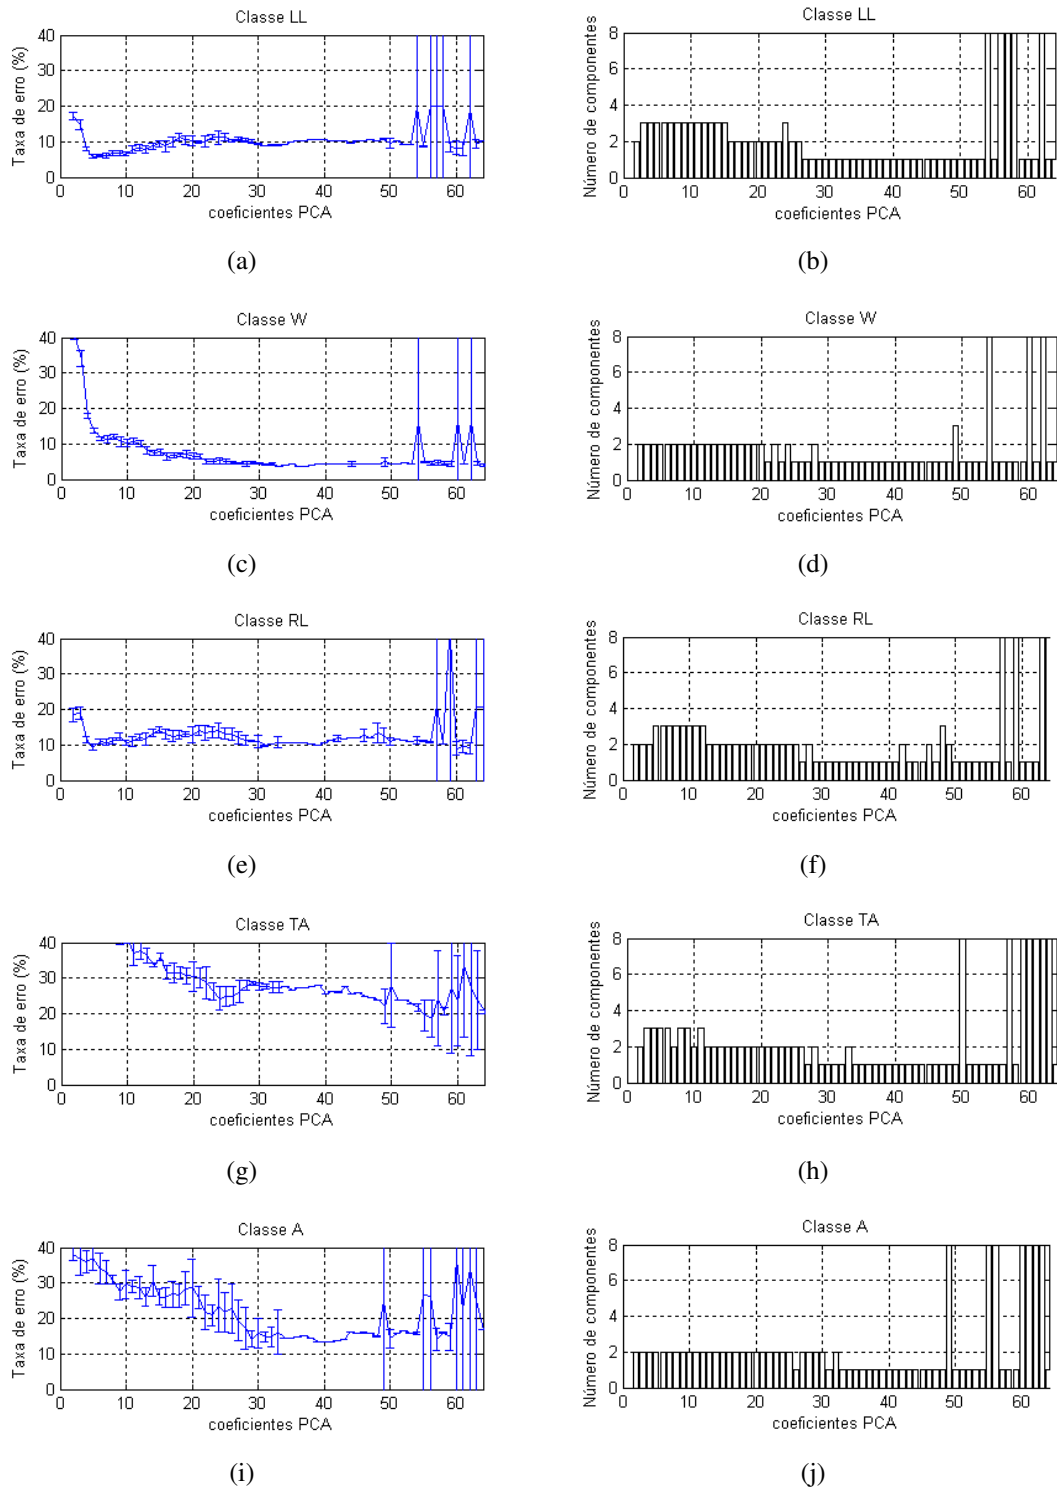 Classe LL
Taxa de erro (%)
40
30
20
10
0
0 10 20 30 40 50 60
coeficientes PCA
(a)
Classe LL
Número de componentes
8
6
4
2
0
0 10 20 30 40 50 60
coeficientes PCA
(b)
Classe W
Taxa de erro (%)
40
30
20
10
0
0 10 20 30 40 50 60
coeficientes PCA
(c)
Classe W
Número de componentes
8
6
4
2
0
0 10 20 30 40 50 60
coeficientes PCA
(d)
Classe RL
Taxa de erro (%)
40
30
20
10
0
0 10 20 30 40 50 60
coeficientes PCA
(e)
Classe RL
Número de componentes
8
6
4
2
0
0 10 20 30 40 50 60
coeficientes PCA
(f)
Classe TA
Taxa de erro (%)
40
30
20
10
0
0 10 20 30 40 50 60
coeficientes PCA
(g)
Classe TA
Número de componentes
8
6
4
2
0
0 10 20 30 40 50 60
coeficientes PCA
(h)
Classe A
Taxa de erro (%)
40
30
20
10
0
0 10 20 30 40 50 60
coeficientes PCA
(i)
Classe A
Número de componentes
8
6
4
2
0
0 10 20 30 40 50 60
coeficientes PCA
(j)